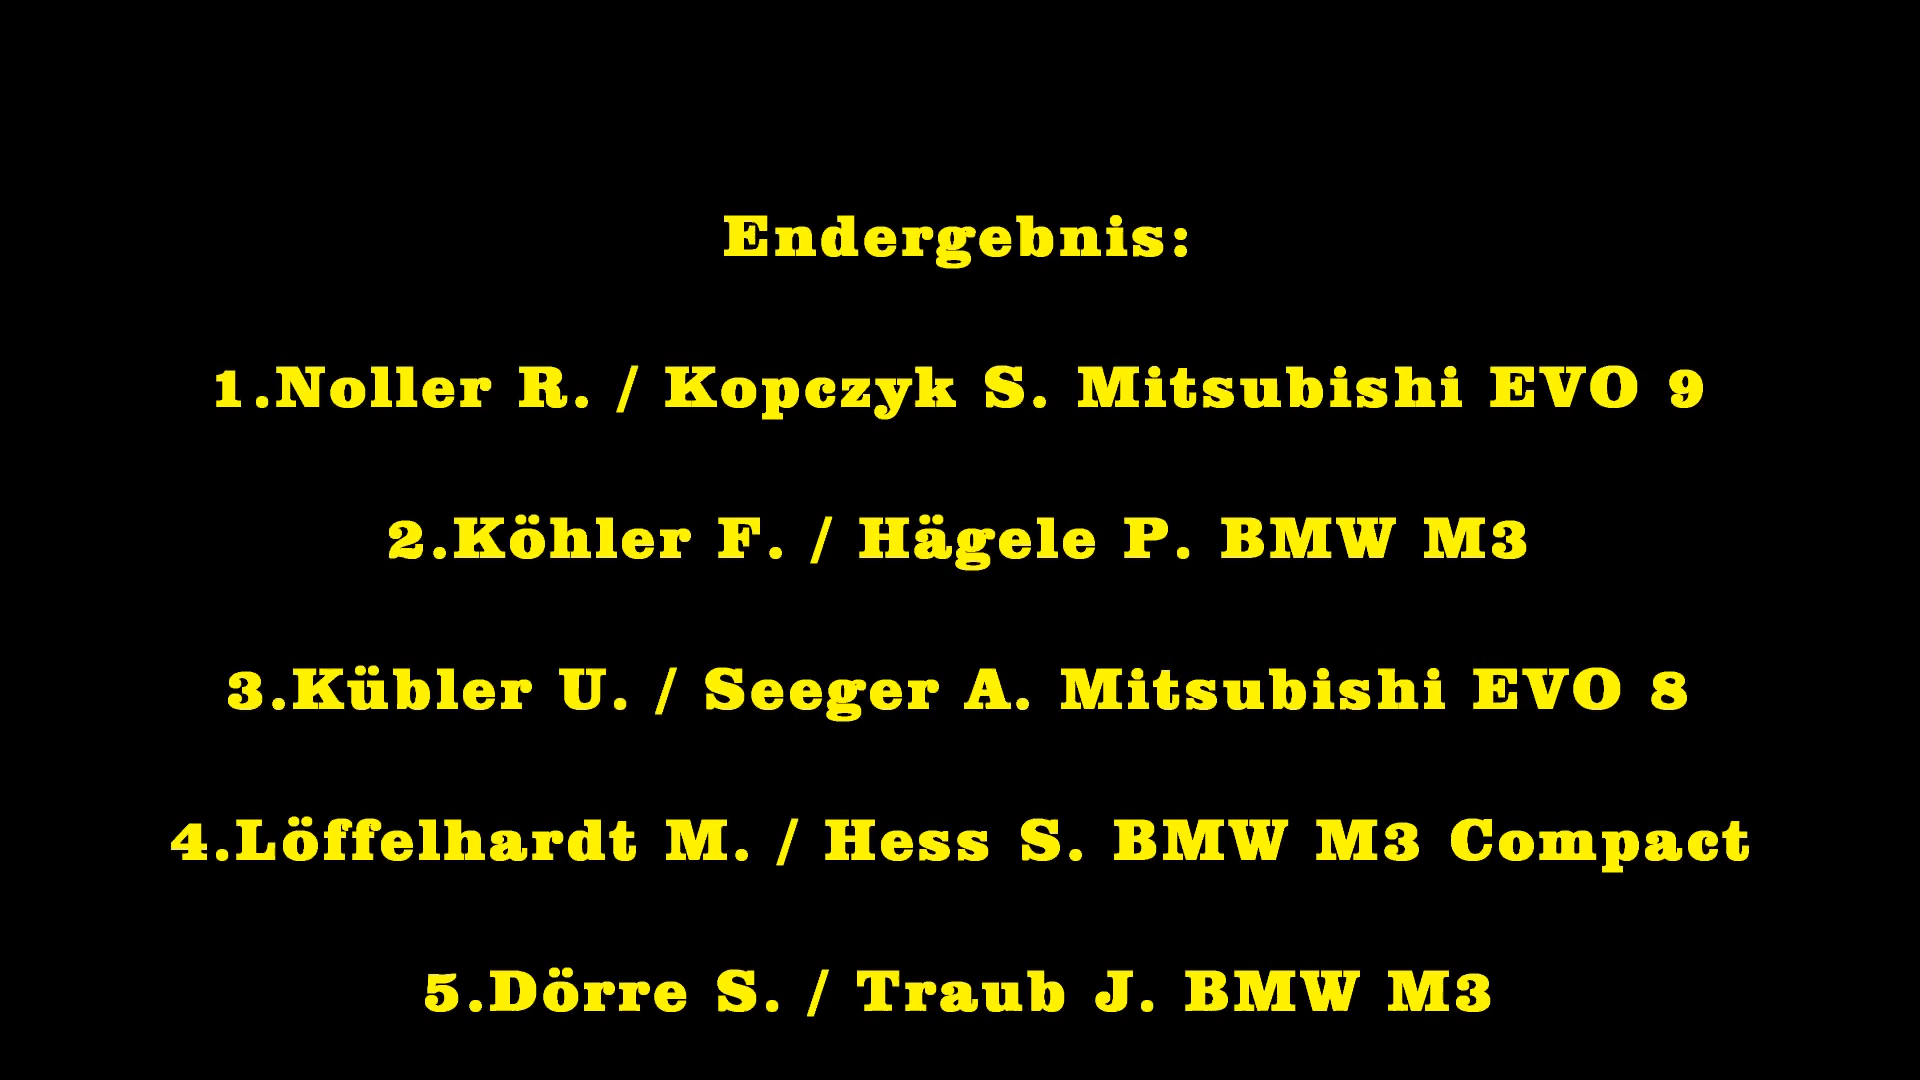 Endergebnis:
1.Noller R. / Kopczyk S. Mitsubishi EVO 9
2.Köhler F. / Hägele P. BMW M3
3.Kübler U. / Seeger A. Mitsubishi EVO 8
4.Löffelhardt M. / Hess S. BMW M3 Compact
5.Dörre S. / Traub J. BMW M3